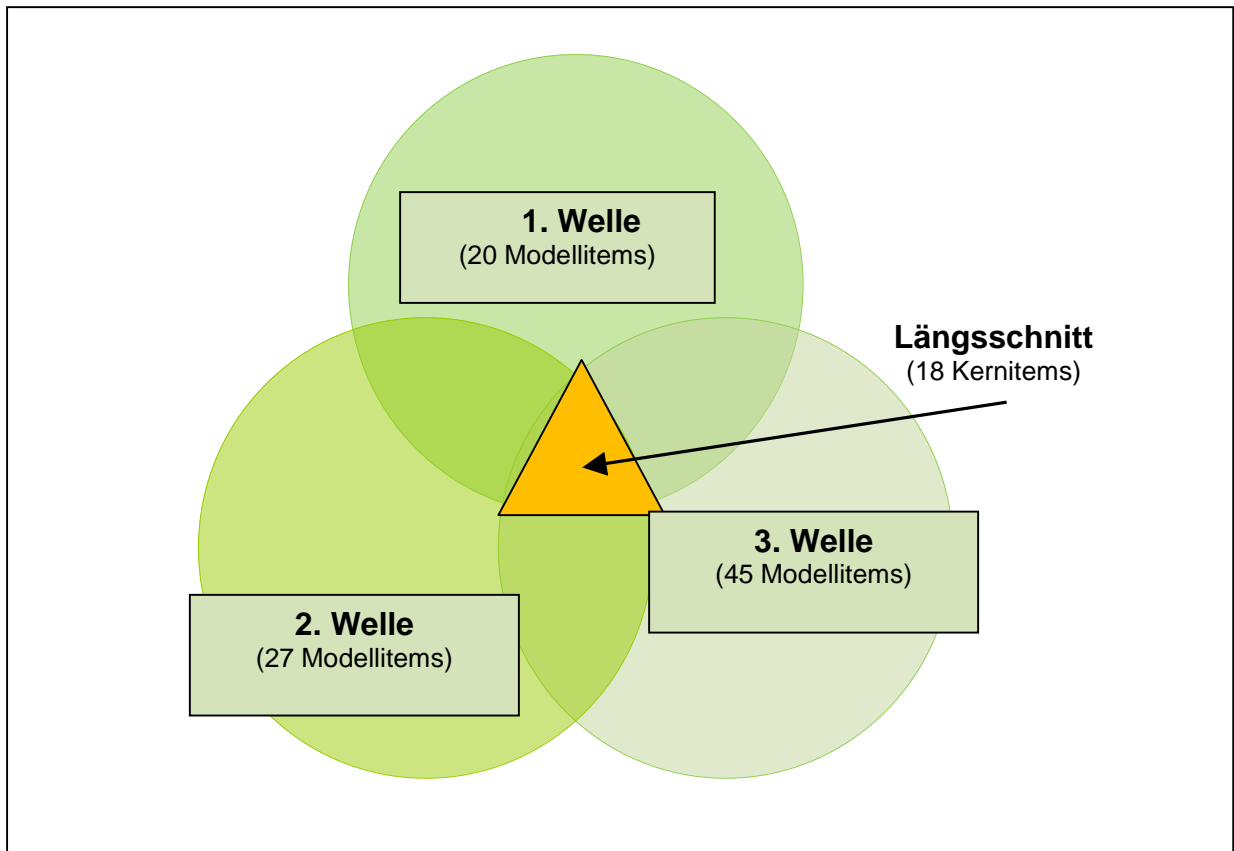 1. Welle
(20 Modellitems)
Längsschnitt
(18 Kernitems)
3. Welle
(45 Modellitems)
2. Welle
(27 Modellitems)